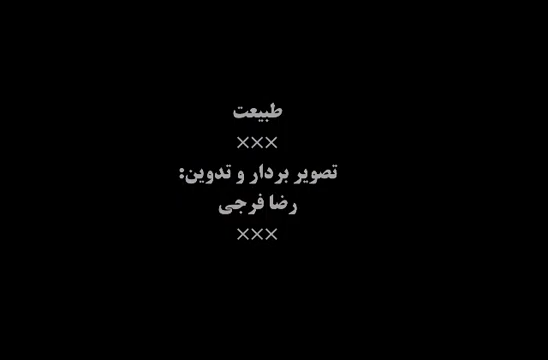 طبیعت
×××
تصویر بردار و تدوین:
رضا فرجی
×××